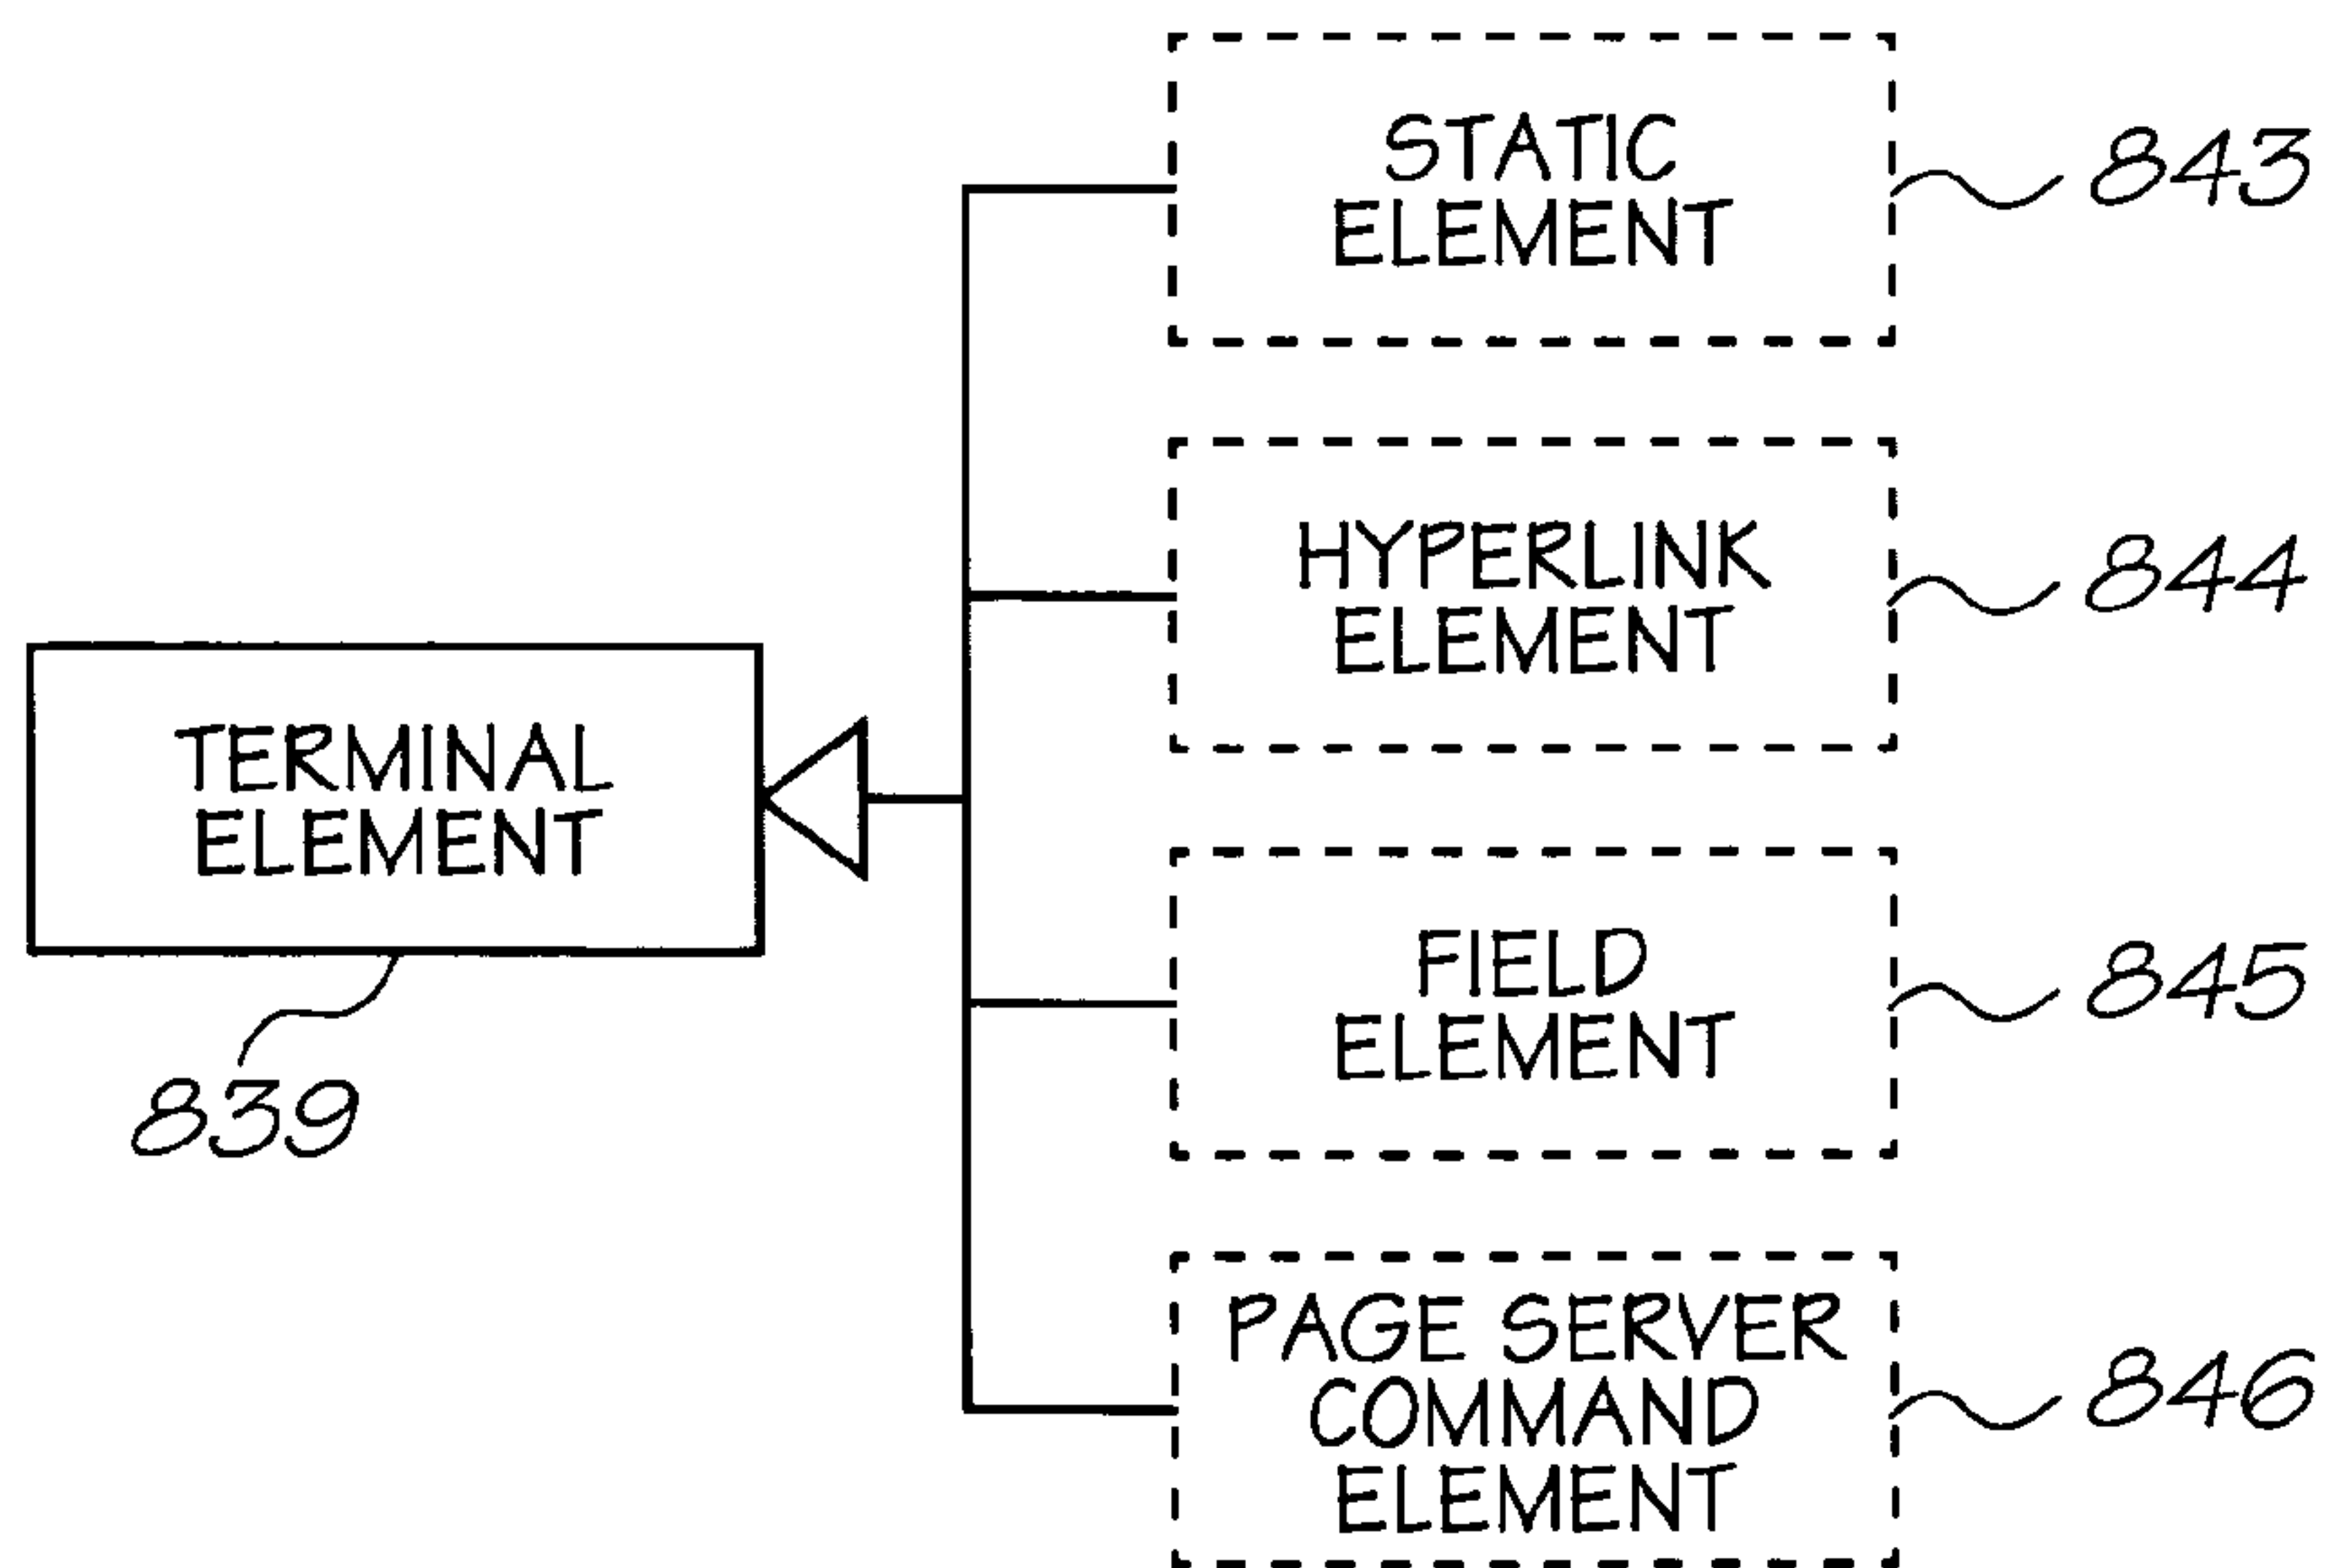 STATIC
ELEMENT
843
HYPERLINK
ELEMENT
844
TERMINAL
ELEMENT
839
FIELD
ELEMENT
845
PAGE SERVER
COMMAND
ELEMENT
846